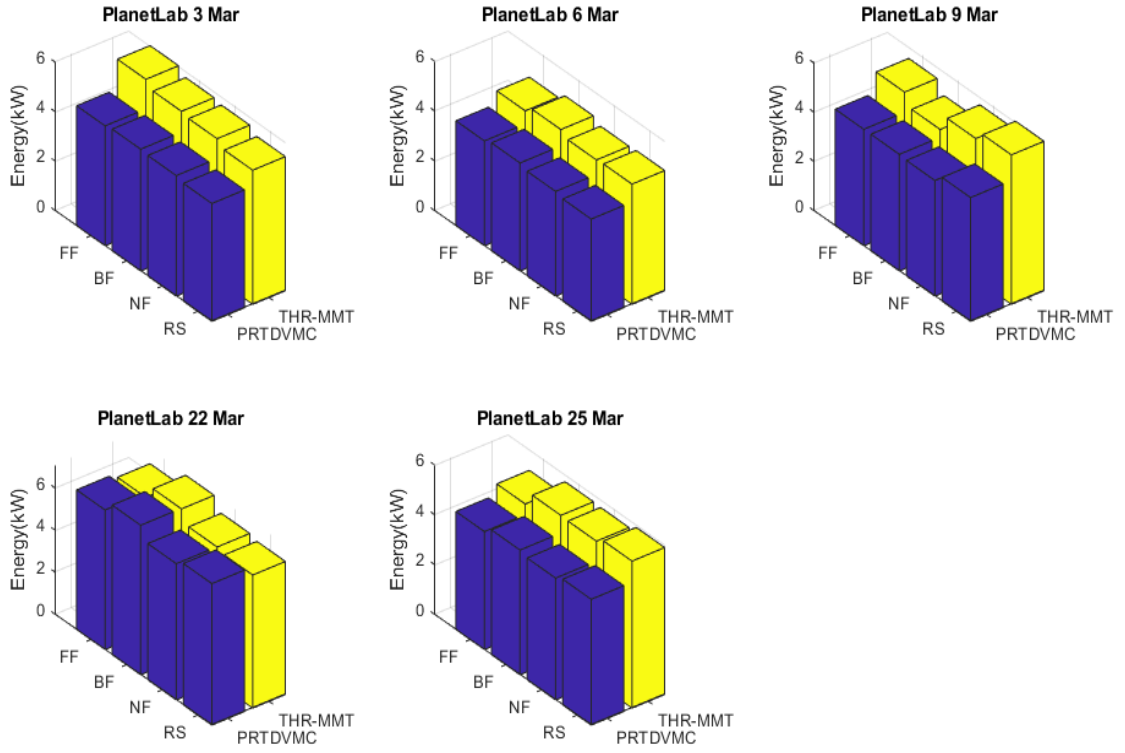 PlanetLab 3 Mar
6
4
2
0
Energy(kW)
FF
BF
NF
RS
THR-MMT
PRTDVMC
PlanetLab 6 Mar
6
4
2
0
Energy(kW)
FF
BF
NF
RS
THR-MMT
PRTDVMC
PlanetLab 9 Mar
6
4
2
0
Energy(kW)
FF
BF
NF
RS
THR-MMT
PRTDVMC
PlanetLab 22 Mar
6
4
2
0
Energy(kW)
FF
BF
NF
RS
THR-MMT
PRTDVMC
PlanetLab 25 Mar
6
4
2
0
Energy(kW)
FF
BF
NF
RS
THR-MMT
PRTDVMC